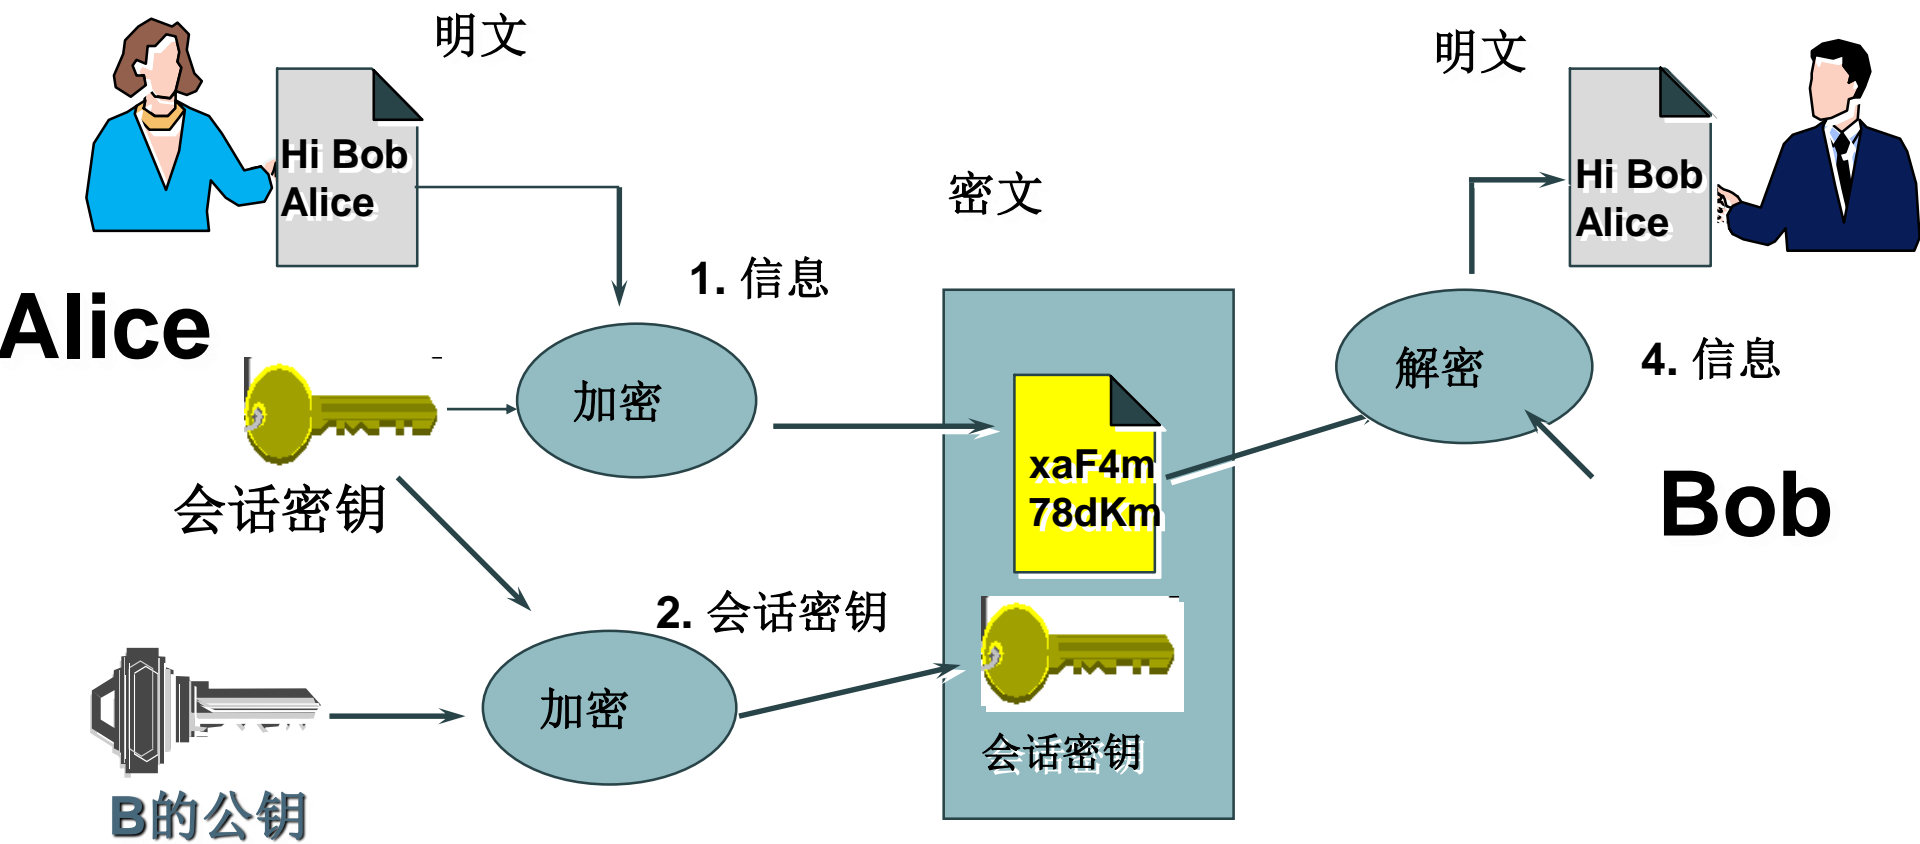 明文
Hi Bob
Alice
Alice
1. 信息
加密
会话密钥
2. 会话密钥
加密
B的公钥
密文
xaF4m
78dKm
会话密钥
明文
Hi Bob
Alice
解密
4. 信息
Bob